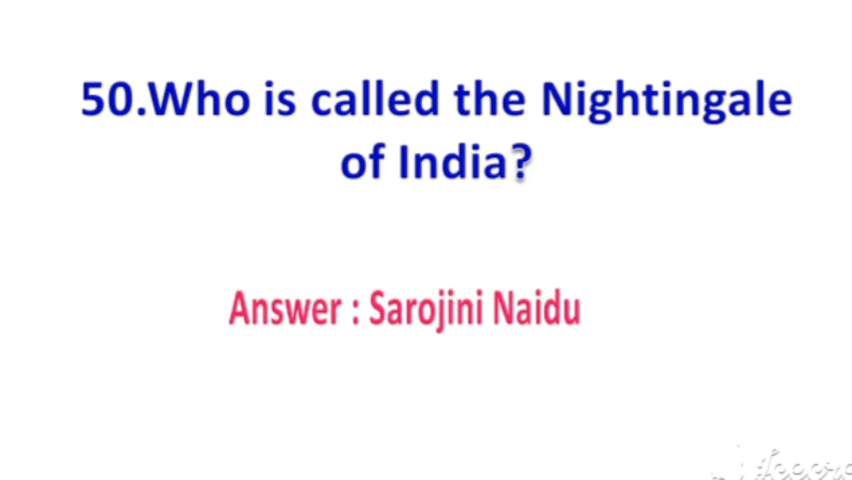 50.Who is called the Nightingale
of India?
Answer : Sarojini Naidu